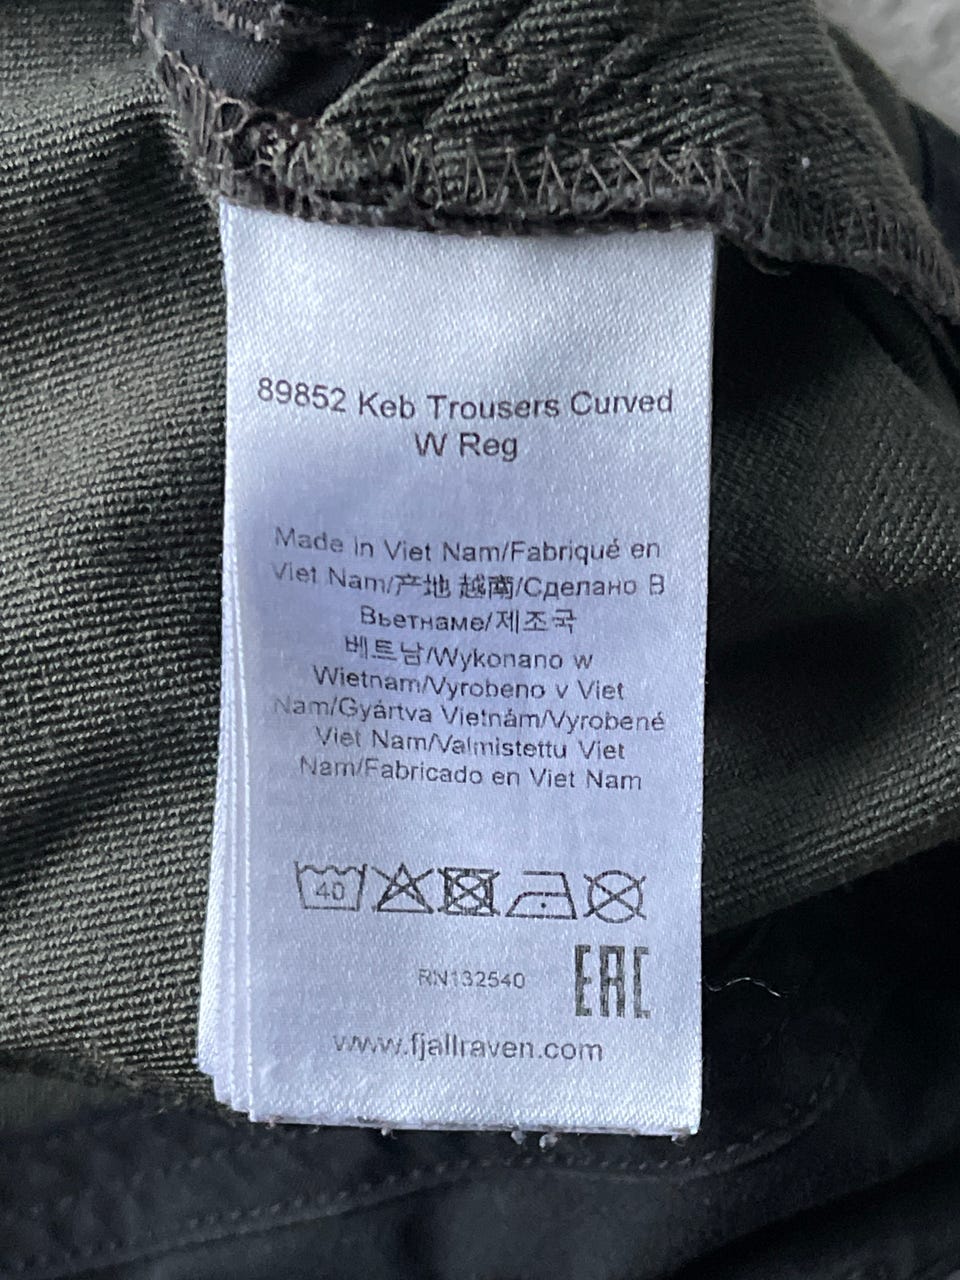 89852 Keb Trousers Curved
W Reg
Made in Viet Nam/Fabriqué en
Viet Nam/产地 越南/Сделано В
Вьетнаме/제조국
베트남/Wykonano w
Wietnam/Vyrobeno v Viet
Nam/Gyártva Vietnám/Vyrobené
Viet Nam/Valmistettu Viet
Nam/Fabricado en Viet Nam
40
RN132540 EAC
www.fjallraven.com